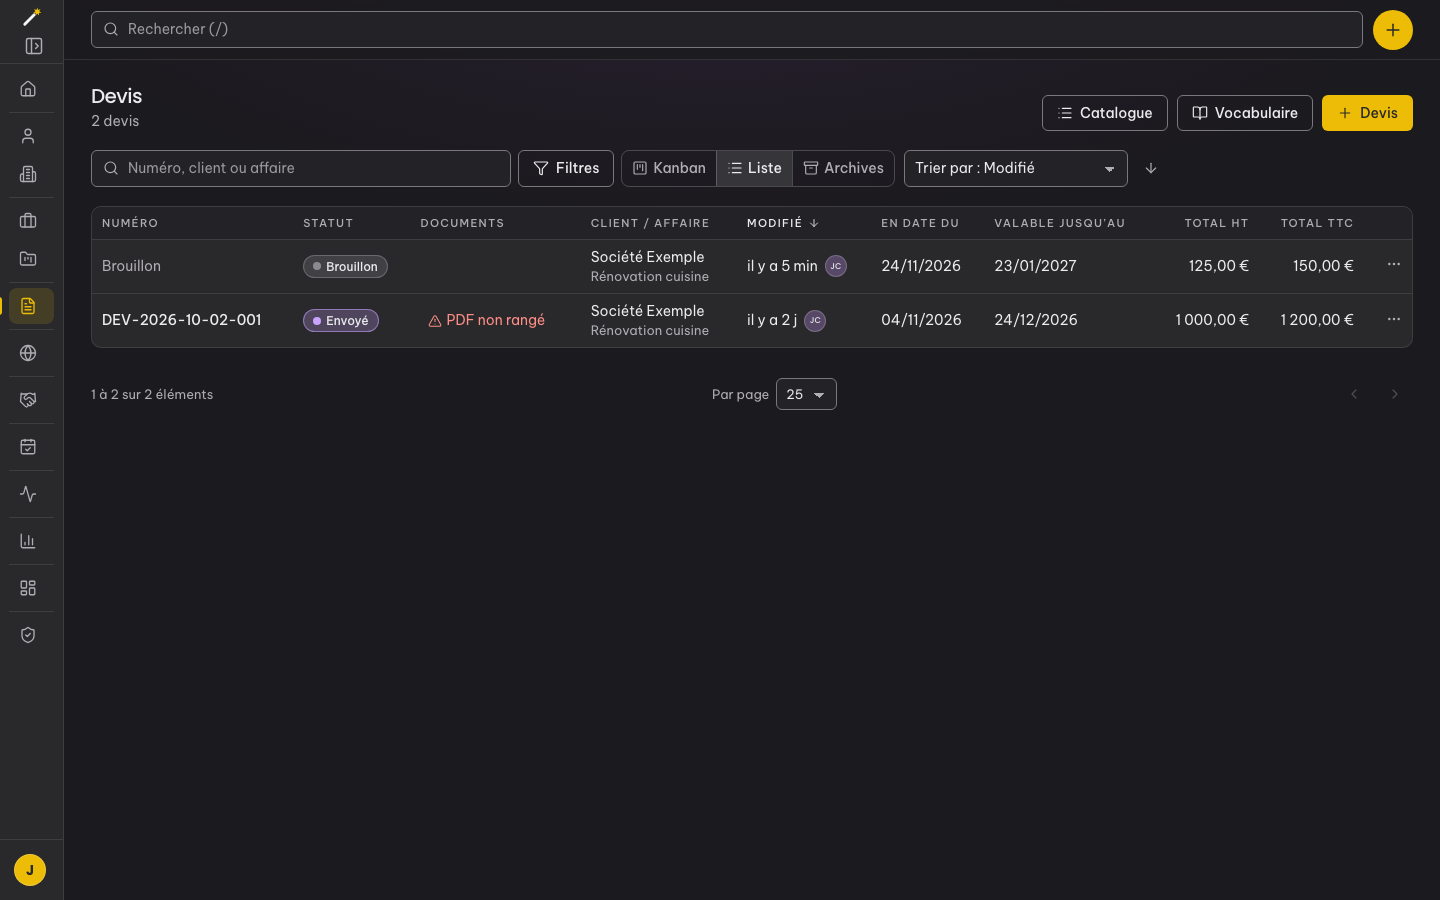 Rechercher (/)
Devis
2 devis
Catalogue
Vocabulaire
Devis
Numéro, client ou affaire
Filtres
Kanban
Liste
Archives
Trier par : Modifié
NUMÉRO STATUT DOCUMENTS CLIENT / AFFAIRE MODIFIÉ EN DATE DU VALABLE JUSQU'AU TOTAL HT TOTAL TTC
Brouillon Brouillon Société Exemple il y a 5 min JC 24/11/2026 23/01/2027 125,00 € 150,00 €
Rénovation cuisine
DEV-2026-10-02-001 Envoyé PDF non rangé Société Exemple il y a 2 j JC 04/11/2026 24/12/2026 1 000,00 € 1 200,00 €
Rénovation cuisine
1 à 2 sur 2 éléments Par page 25
J